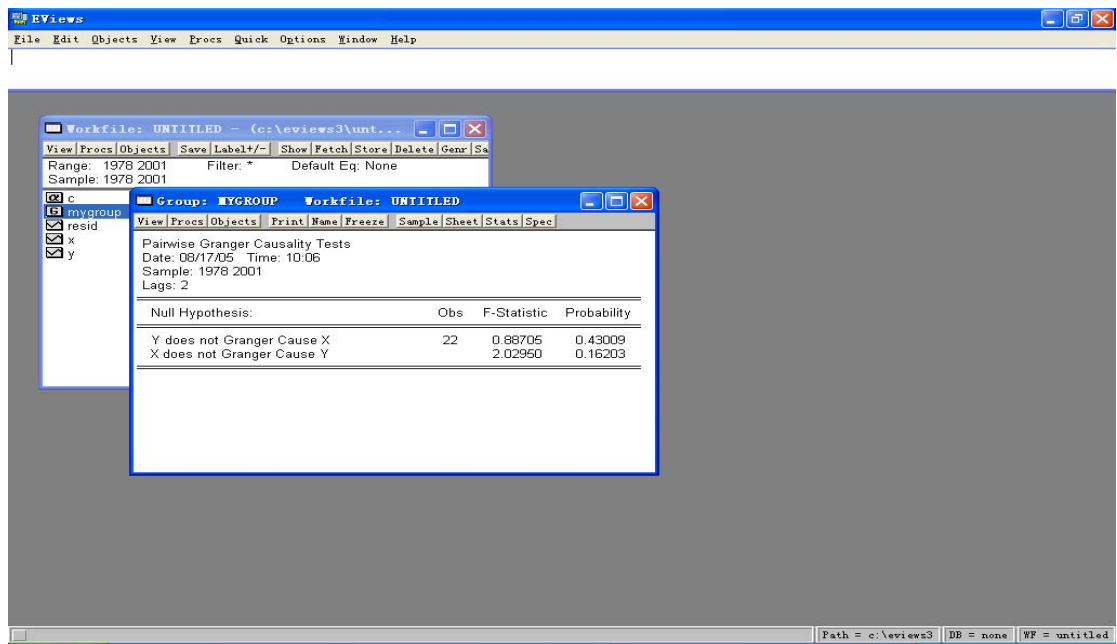 EViews
File Edit Objects View Procs Quick Options Window Help
Workfile: UNTITLED - (c:\eviews3\unt...
View Procs Objects Save Label+/- Show Fetch Store Delete Genr Sa
Range: 1978 2001 Filter: * Default Eq: None
Sample: 1978 2001
c
mygroup
resid
x
y
Group: MYGROUP Workfile: UNTITLED
View Procs Objects Print Name Freeze Sample Sheet Stats Spec
Pairwise Granger Causality Tests
Date: 08/17/05 Time: 10:06
Sample: 1978 2001
Lags: 2
Null Hypothesis: Obs F-Statistic Probability
Y does not Granger Cause X 22 0.88705 0.43009
X does not Granger Cause Y 2.02950 0.16203
Path = c:\eviews3 DB = none WF = untitled